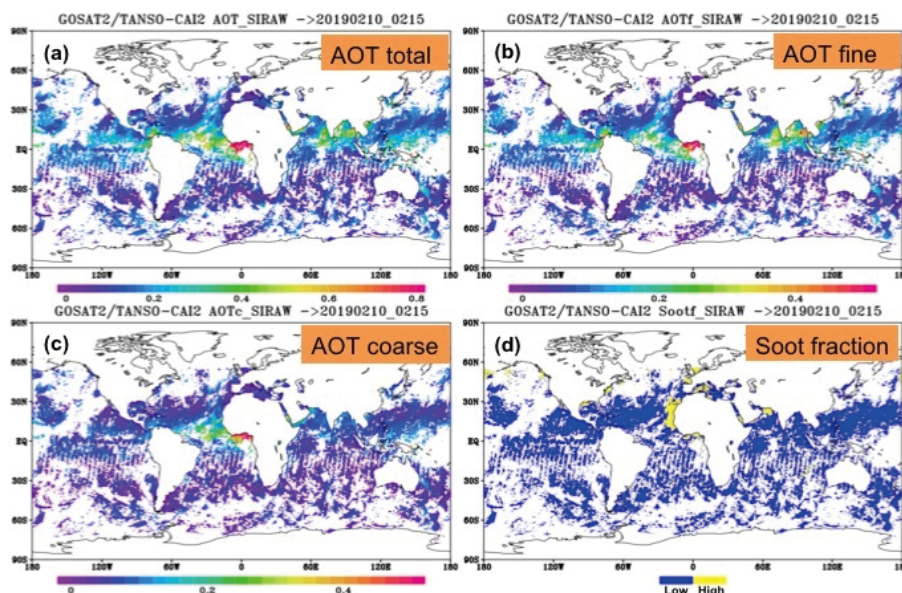 GOSAT2/TANSO-CAI2 AOT_SIRAW ->20190210_0215
(a)
AOT total
90N
60N
30N
EQ
30S
60S
90S
180 120W 60W 0 60E 120E 180
0 0.2 0.4 0.6 0.8
GOSAT2/TANSO-CAI2 AOTf_SIRAW ->20190210_0215
(b)
AOT fine
90N
60N
30N
EQ
30S
60S
90S
180 120W 60W 0 60E 120E 180
0 0.2 0.4
GOSAT2/TANSO-CAI2 AOTc_SIRAW ->20190210_0215
(c)
AOT coarse
90N
60N
30N
EQ
30S
60S
90S
180 120W 60W 0 60E 120E 180
0 0.2 0.4
GOSAT2/TANSO-CAI2 Sootf_SIRAW ->20190210_0215
(d)
Soot fraction
90N
60N
30N
EQ
30S
60S
90S
180 120W 60W 0 60E 120E 180
Low High